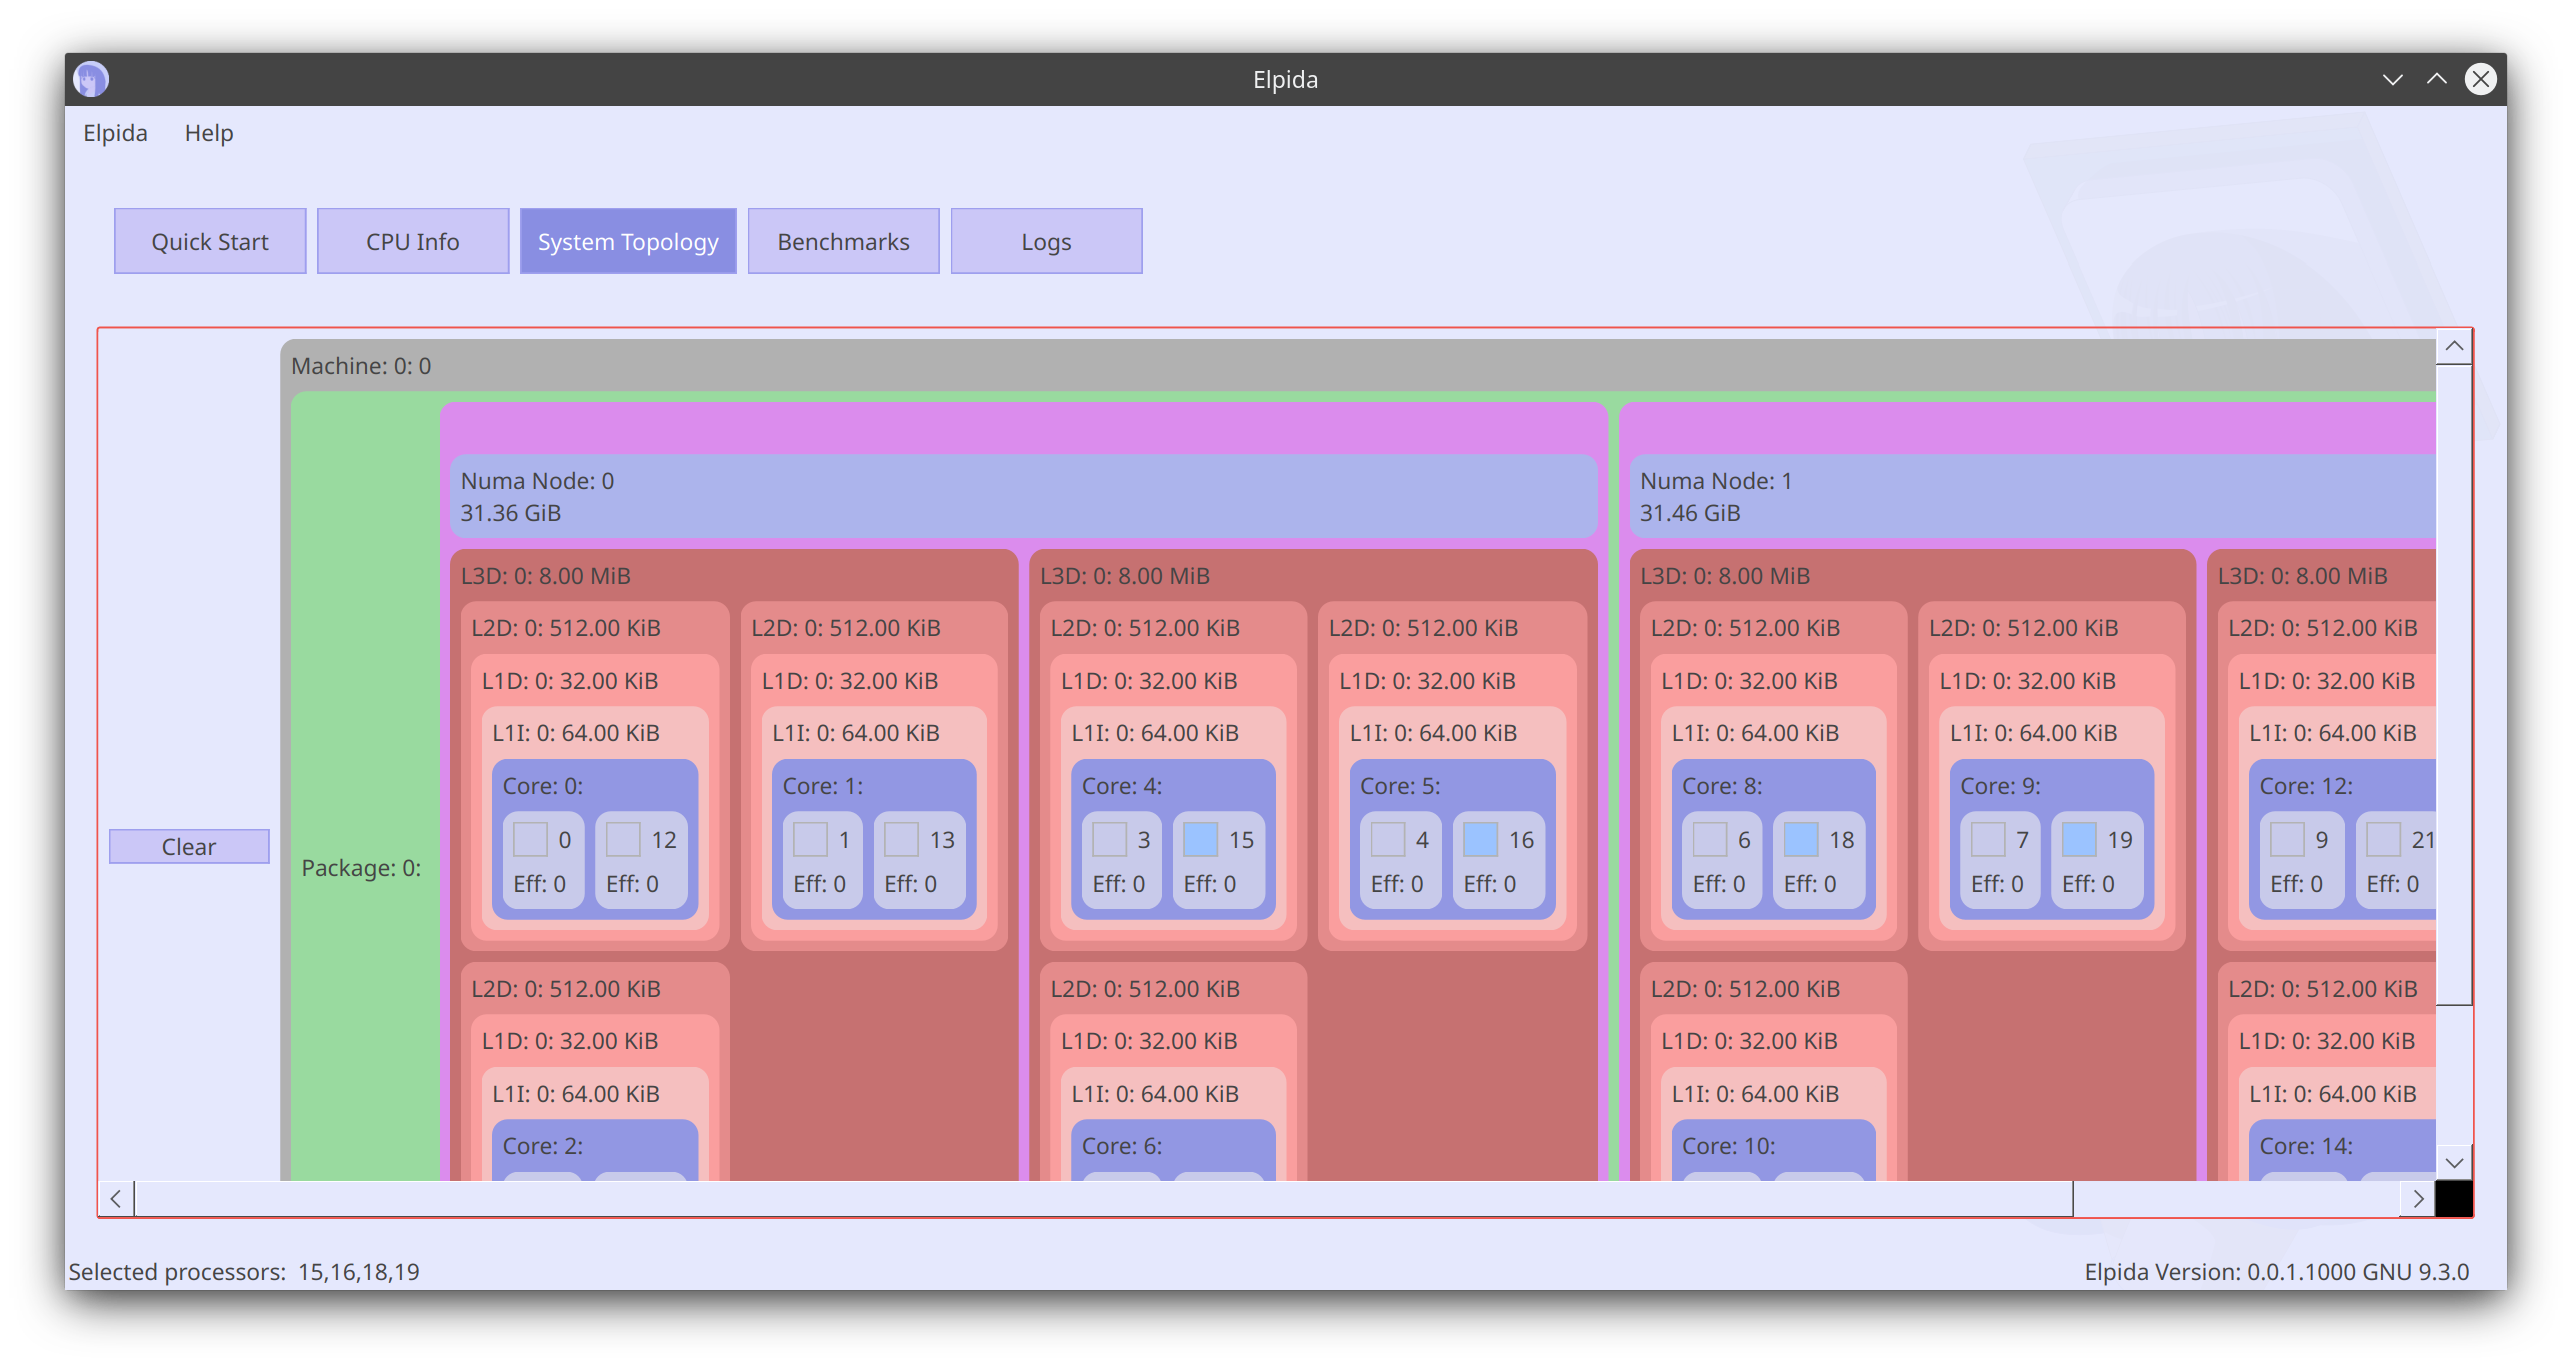 Elpida
Elpida Help
Quick Start CPU Info System Topology Benchmarks Logs
Machine: 0: 0
Numa Node: 0 Numa Node: 1
31.36 GiB 31.46 GiB
L3D: 0: 8.00 MiB L3D: 0: 8.00 MiB L3D: 0: 8.00 MiB L3D: 0: 8.00 MiB
L2D: 0: 512.00 KiB L2D: 0: 512.00 KiB L2D: 0: 512.00 KiB L2D: 0: 512.00 KiB L2D: 0: 512.00 KiB L2D: 0: 512.00 KiB L2D: 0: 512.00 KiB
L1D: 0: 32.00 KiB L1D: 0: 32.00 KiB L1D: 0: 32.00 KiB L1D: 0: 32.00 KiB L1D: 0: 32.00 KiB L1D: 0: 32.00 KiB L1D: 0: 32.00 KiB
L1I: 0: 64.00 KiB L1I: 0: 64.00 KiB L1I: 0: 64.00 KiB L1I: 0: 64.00 KiB L1I: 0: 64.00 KiB L1I: 0: 64.00 KiB L1I: 0: 64.00 KiB
Core: 0: Core: 1: Core: 4: Core: 5: Core: 8: Core: 9: Core: 12:
0 12 1 13 3 15 4 16 6 18 7 19 9 21
Clear
Package: 0:
Eff: 0 Eff: 0 Eff: 0 Eff: 0 Eff: 0 Eff: 0 Eff: 0 Eff: 0 Eff: 0 Eff: 0 Eff: 0 Eff: 0 Eff: 0 Eff: 0
L2D: 0: 512.00 KiB L2D: 0: 512.00 KiB L2D: 0: 512.00 KiB L2D: 0: 512.00 KiB
L1D: 0: 32.00 KiB L1D: 0: 32.00 KiB L1D: 0: 32.00 KiB L1D: 0: 32.00 KiB
L1I: 0: 64.00 KiB L1I: 0: 64.00 KiB L1I: 0: 64.00 KiB L1I: 0: 64.00 KiB
Core: 2: Core: 6: Core: 10: Core: 14:
Selected processors: 15,16,18,19
Elpida Version: 0.0.1.1000 GNU 9.3.0